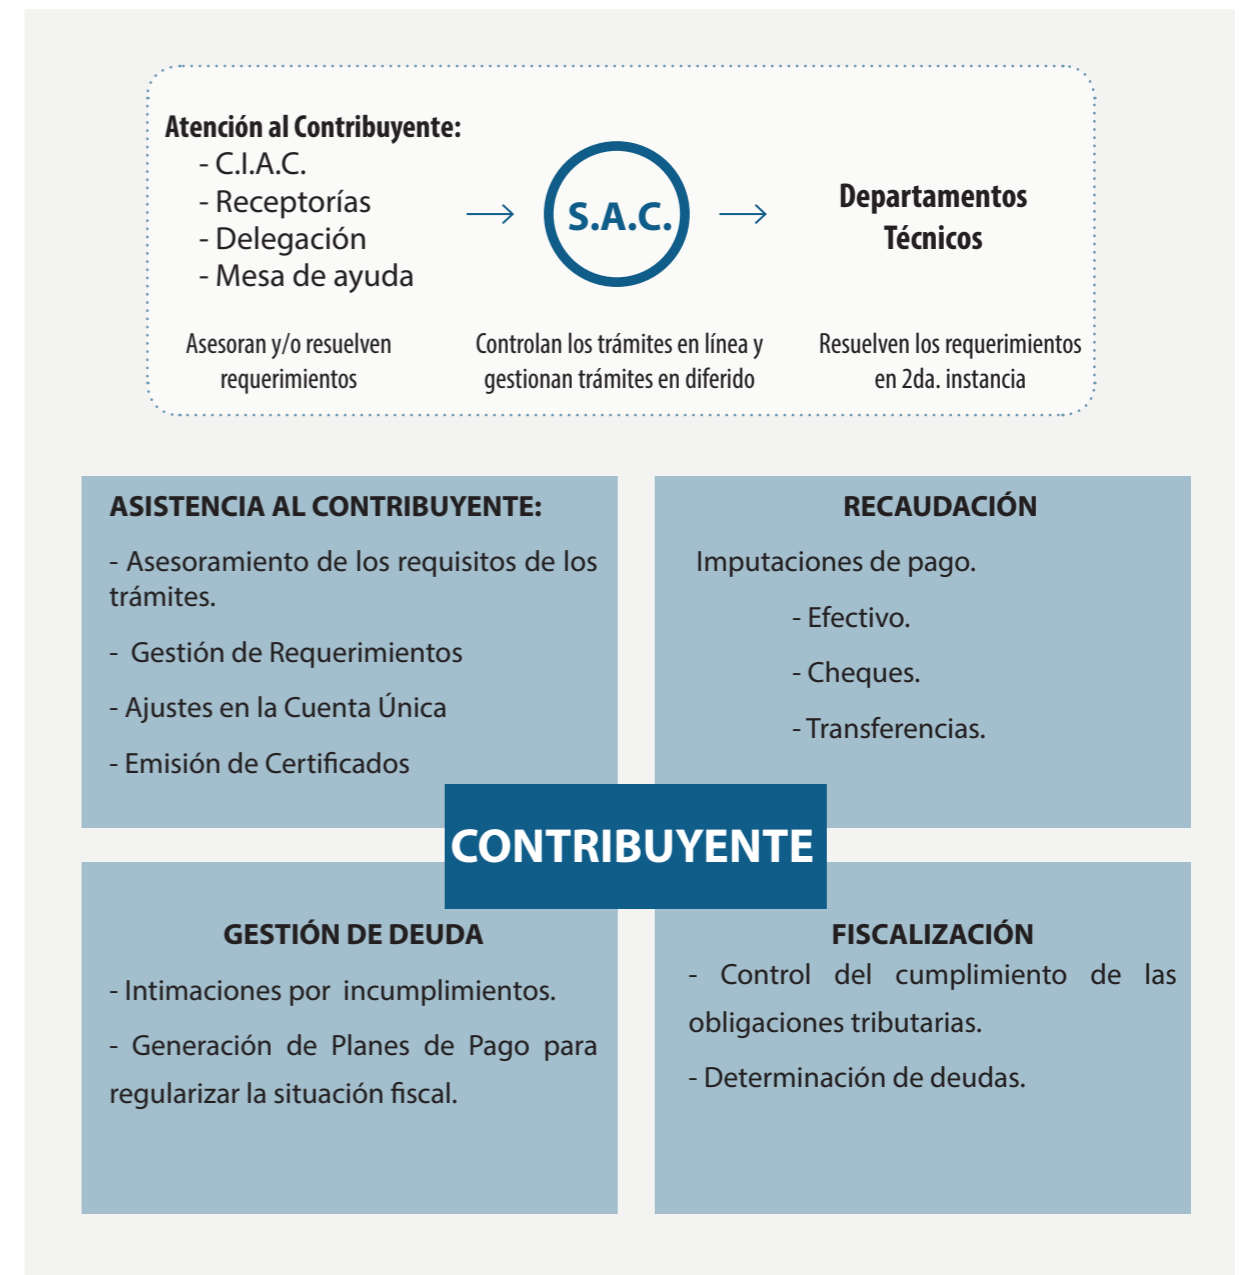 Atención al Contribuyente:
- C.I.A.C.
- Receptorías
- Delegación
- Mesa de ayuda
S.A.C.
Departamentos
Técnicos
Asesoran y/o resuelven
requerimientos
Controlan los trámites en línea y
gestionan trámites en diferido
Resuelven los requerimientos
en 2da. instancia
ASISTENCIA AL CONTRIBUYENTE:
- Asesoramiento de los requisitos de los
trámites.
- Gestión de Requerimientos
- Ajustes en la Cuenta Única
- Emisión de Certificados
RECAUDACIÓN
Imputaciones de pago.
- Efectivo.
- Cheques.
- Transferencias.
CONTRIBUYENTE
GESTIÓN DE DEUDA
- Intimaciones por incumplimientos.
- Generación de Planes de Pago para
regularizar la situación fiscal.
FISCALIZACIÓN
- Control del cumplimiento de las
obligaciones tributarias.
- Determinación de deudas.